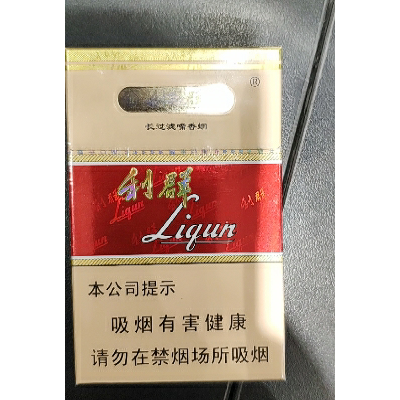 ®
长过滤嘴香烟
利群
Liqun
本公司提示
吸烟有害健康
请勿在禁烟场所吸烟